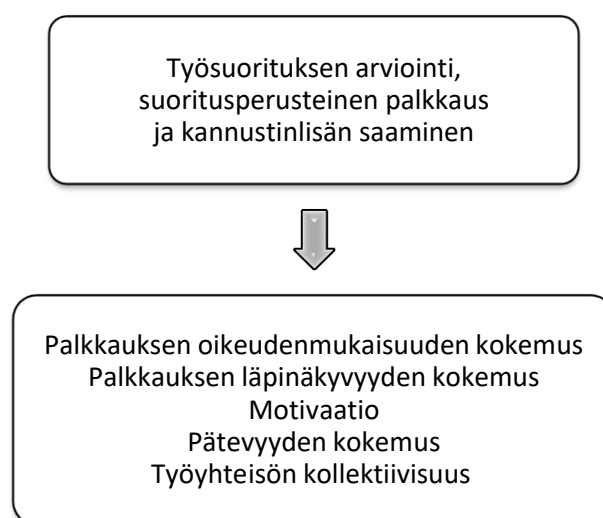 Työsuorituksen arviointi,
suoritusperusteinen palkkaus
ja kannustinlisän saaminen
Palkkauksen oikeudenmukaisuuden kokemus
Palkkauksen läpinäkyvyyden kokemus
Motivaatio
Pätevyyden kokemus
Työyhteisön kollektiivisuus